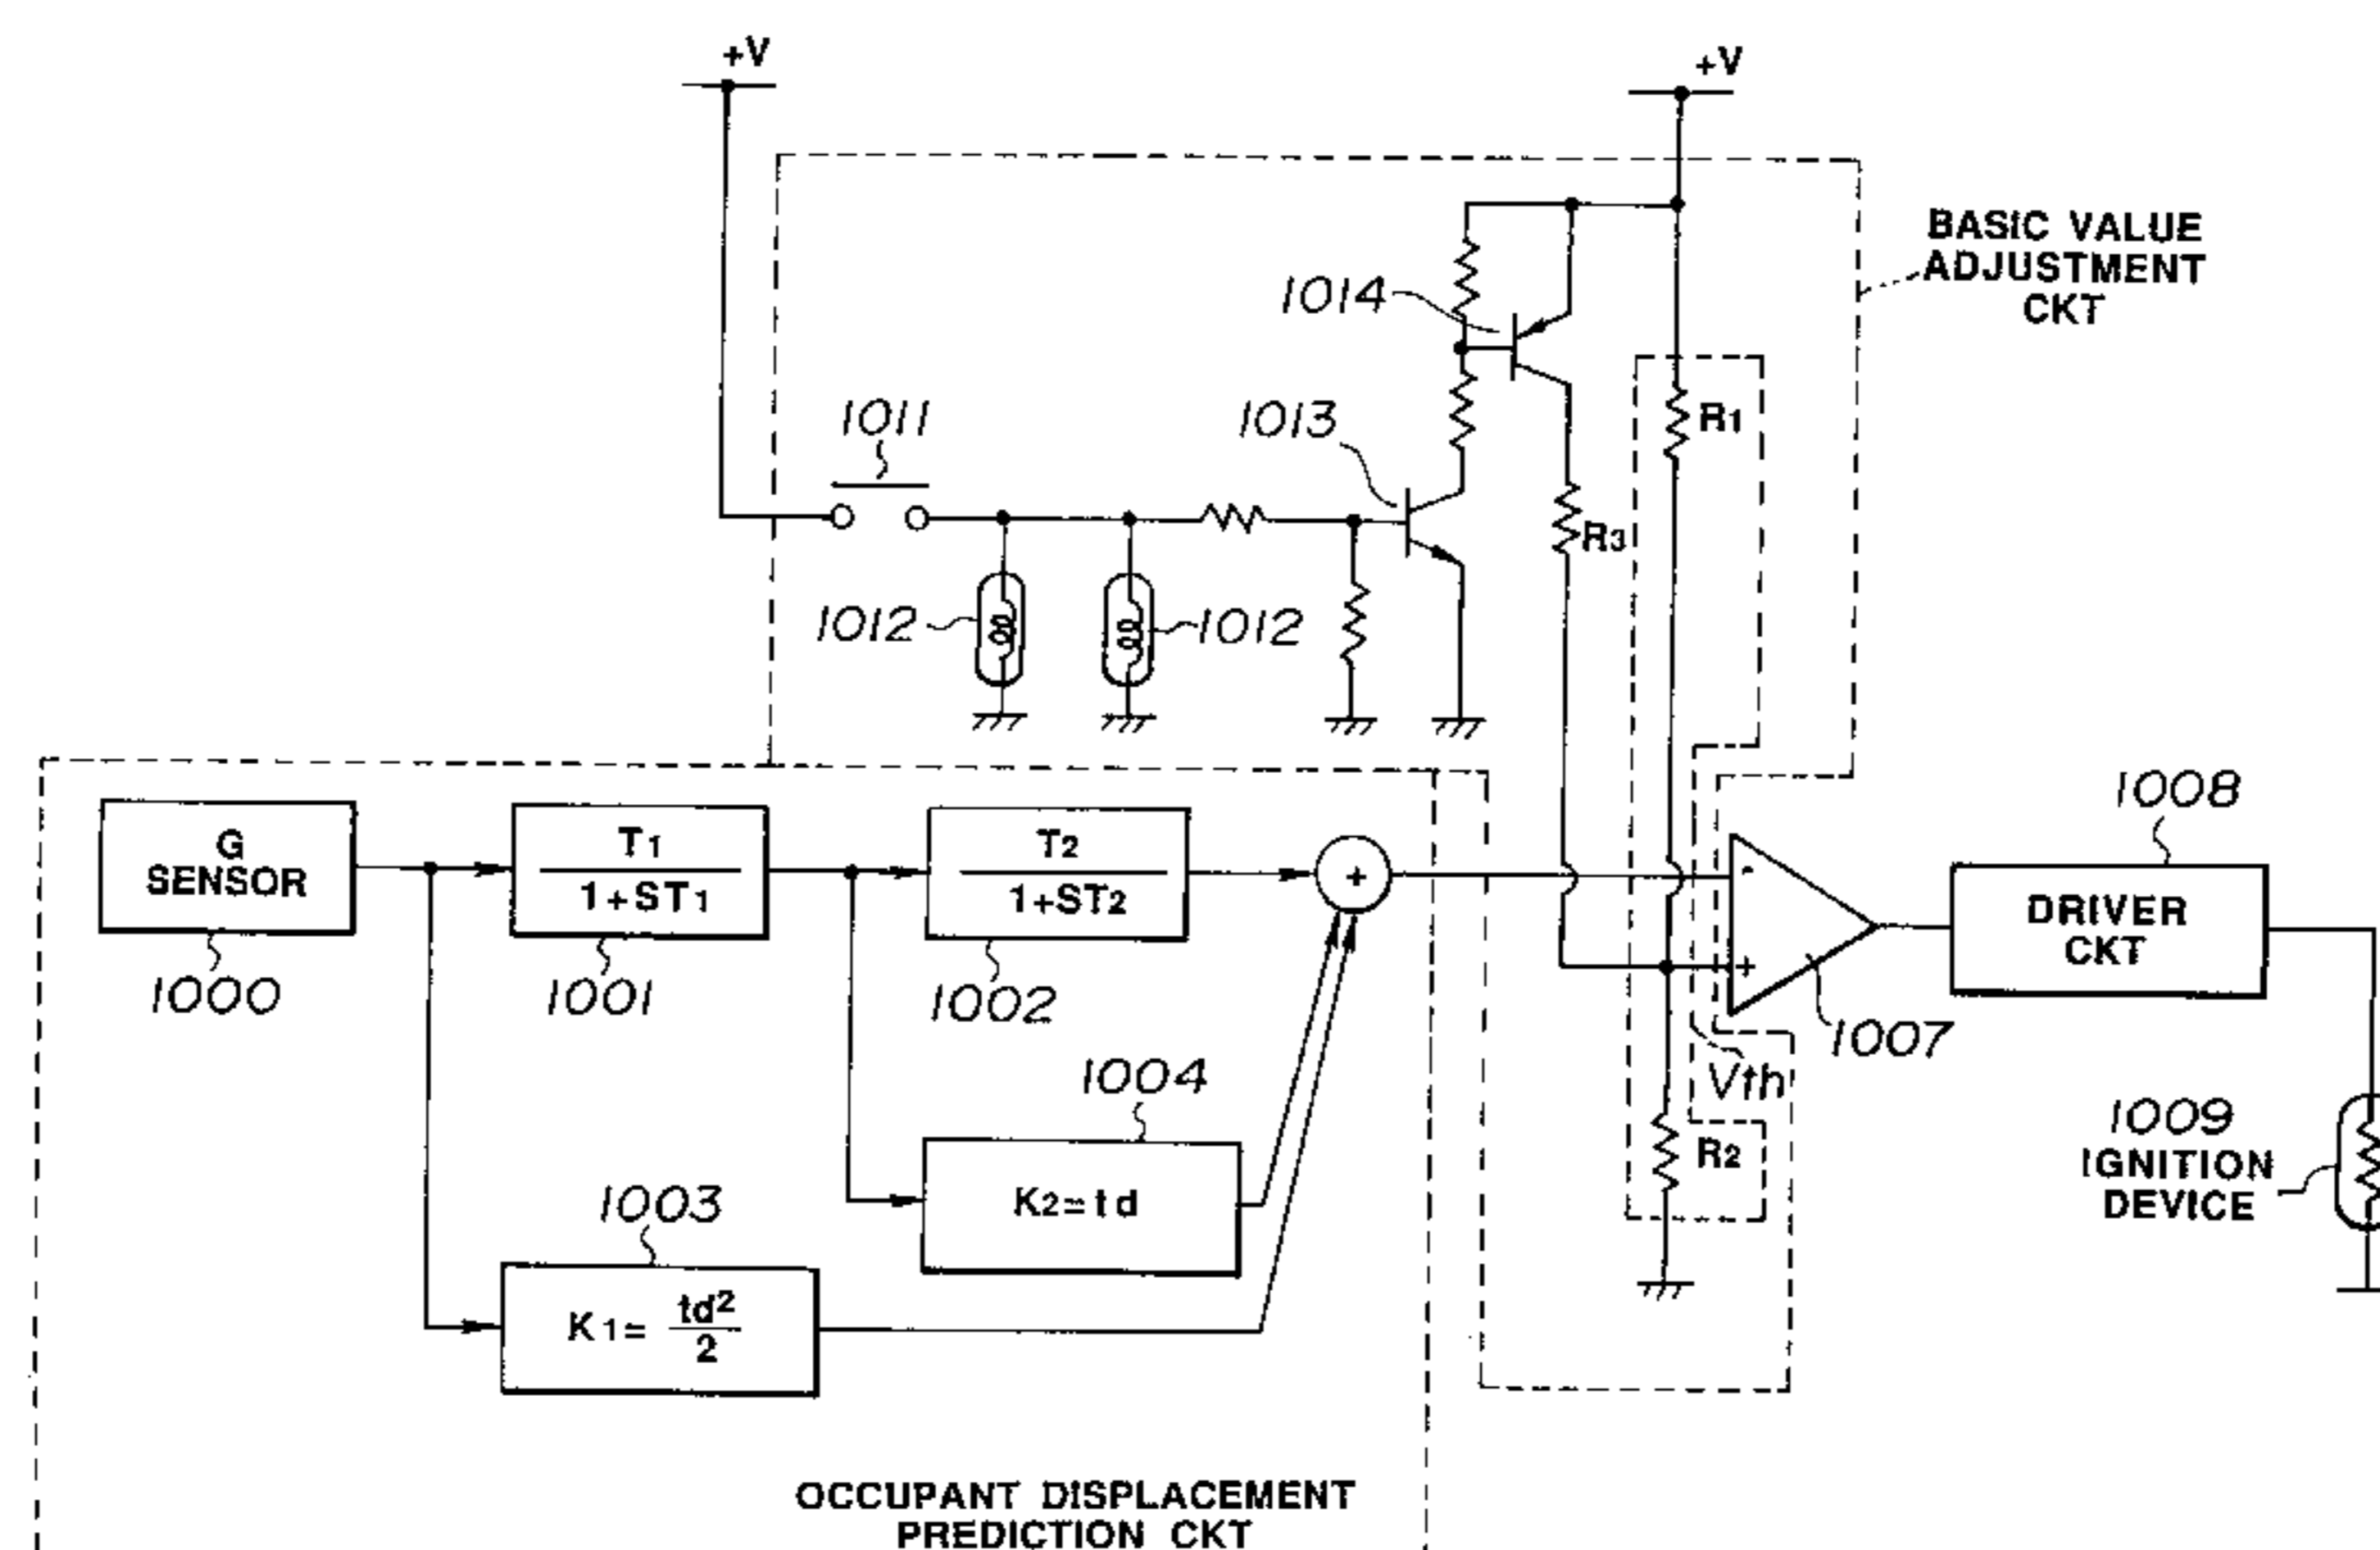 +V
+V
BASIC VALUE
ADJUSTMENT
CKT
1014
1011
1013
R1
R3
1012
1012
1008
G
SENSOR
T1
1+ST1
T2
1+ST2
+
-
+
DRIVER
CKT
1000
1001
1002
1007
Vth
1004
K2=td
1009
IGNITION
DEVICE
R2
1003
K1= td²
2
OCCUPANT DISPLACEMENT
PREDICTION CKT